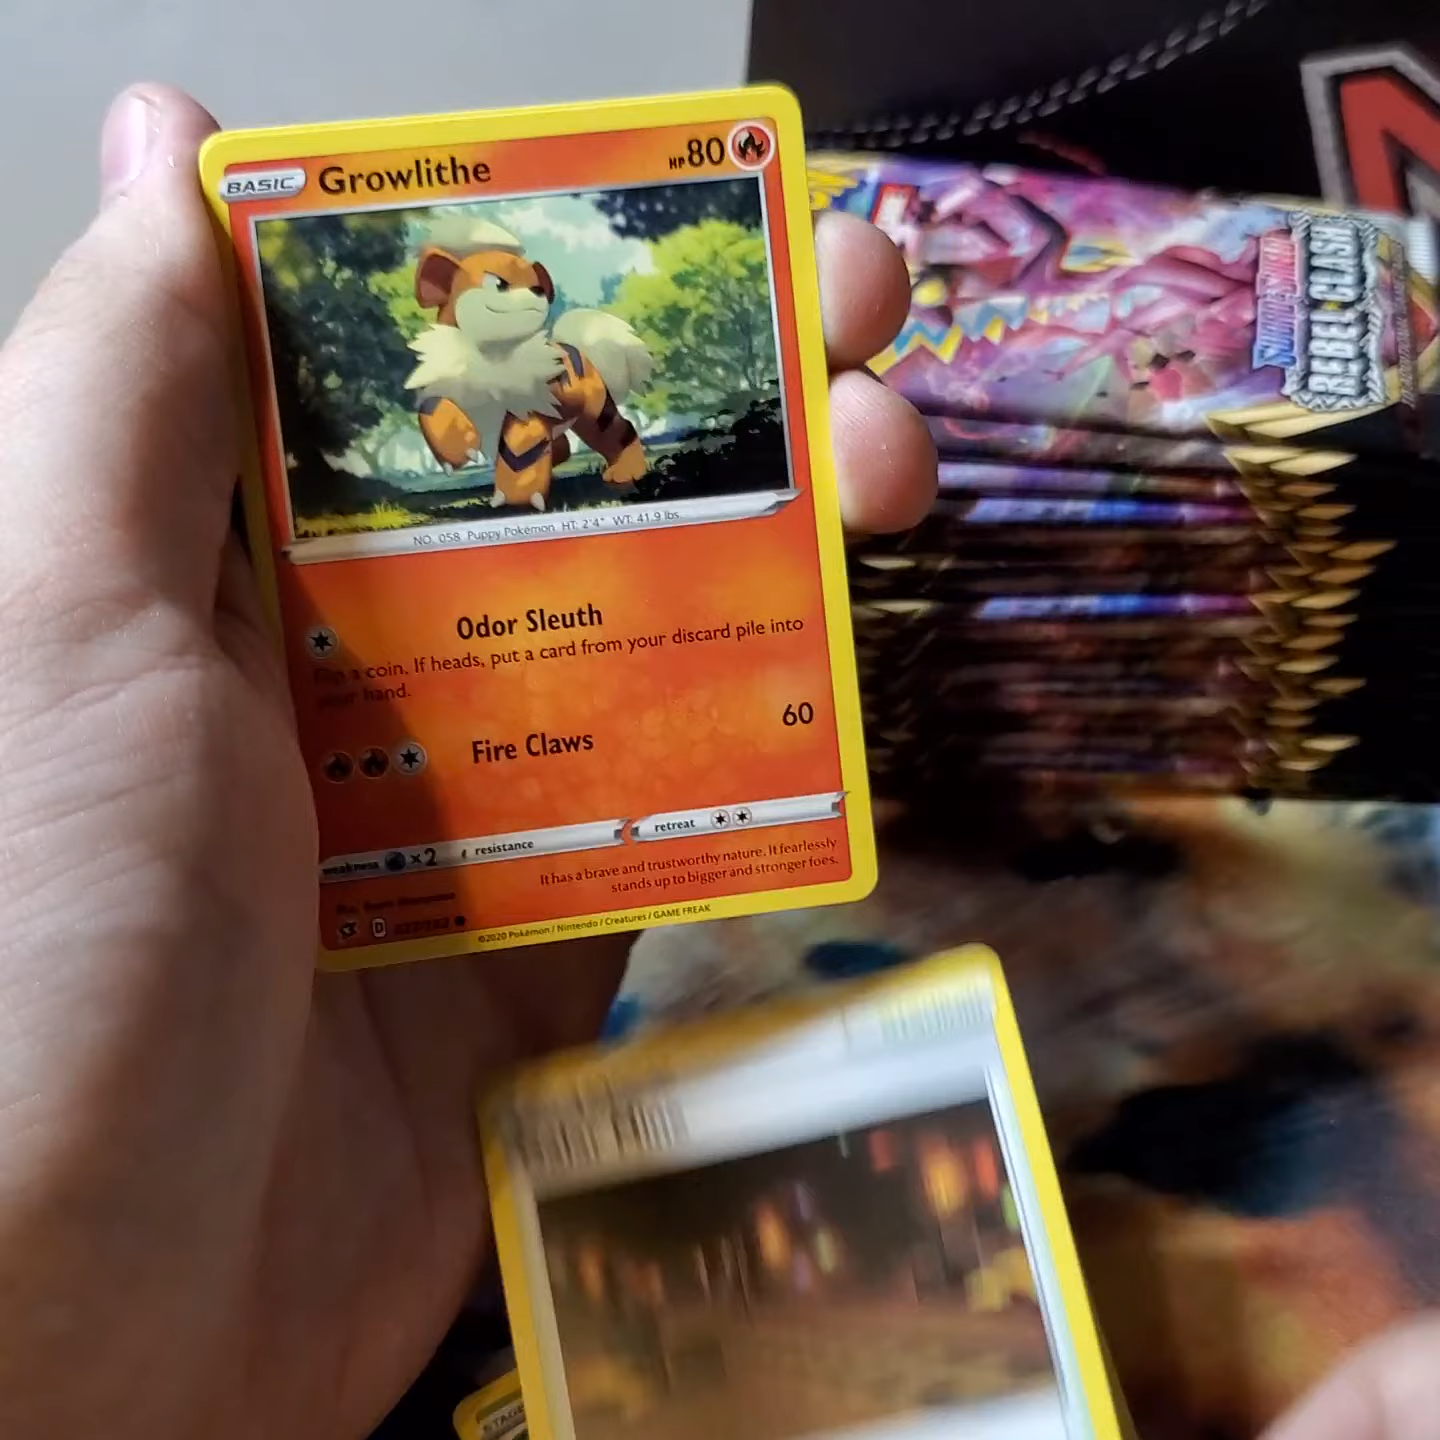 BASIC Growlithe HP 80
NO. 058 Puppy Pokémon HT: 2'4" WT: 41.9 lbs.
Odor Sleuth
Flip a coin. If heads, put a card from your discard pile into
your hand.
Fire Claws 60
weakness ×2 resistance retreat
It has a brave and trustworthy nature. It fearlessly
stands up to bigger and stronger foes.
D
©2020 Pokémon / Nintendo / Creatures / GAME FREAK
SWORD & SHIELD
REBEL CLASH
STAGE